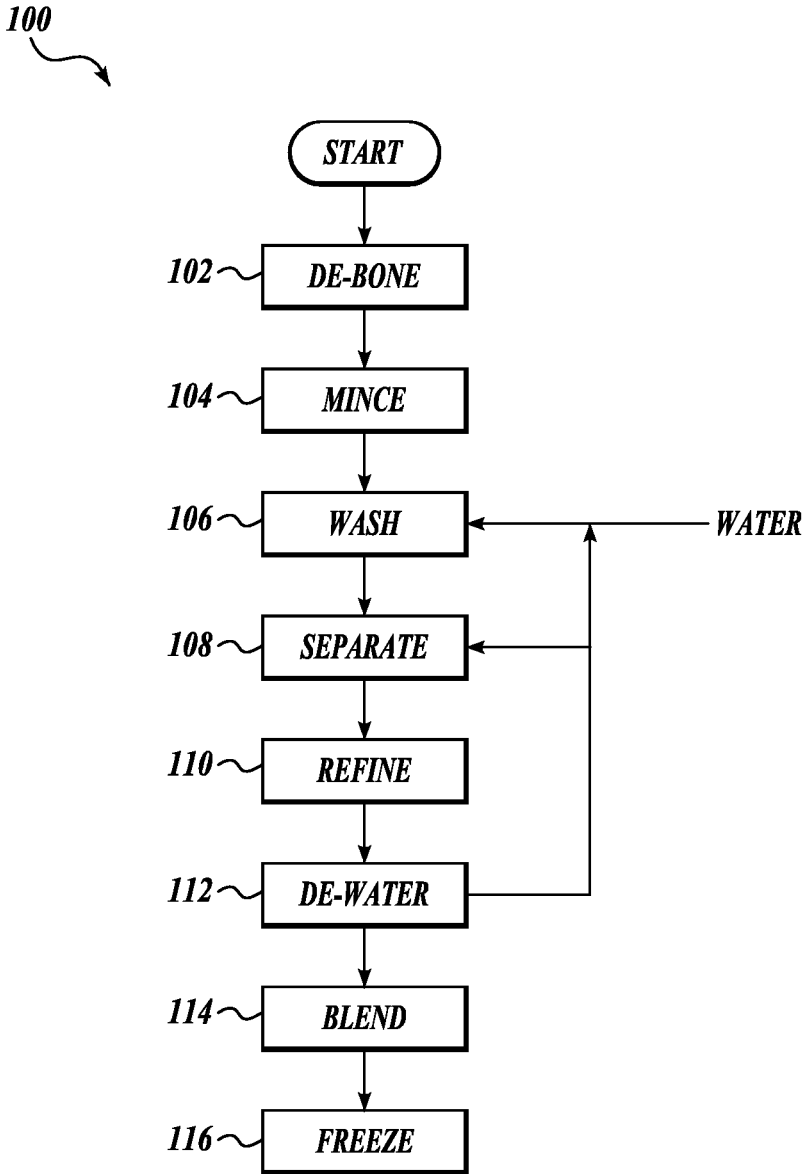 100
START
102 DE-BONE
104 MINCE
106 WASH WATER
108 SEPARATE
110 REFINE
112 DE-WATER
114 BLEND
116 FREEZE